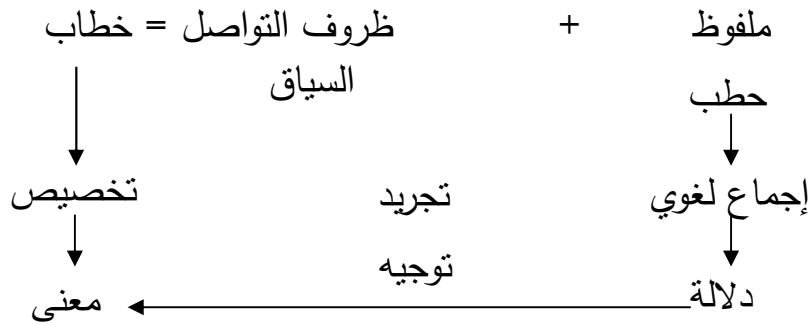 ملفوظ + ظروف التواصل = خطاب
حطب السياق
إجماع لغوي تجريد تخصيص
توجيه
دلالة معنى